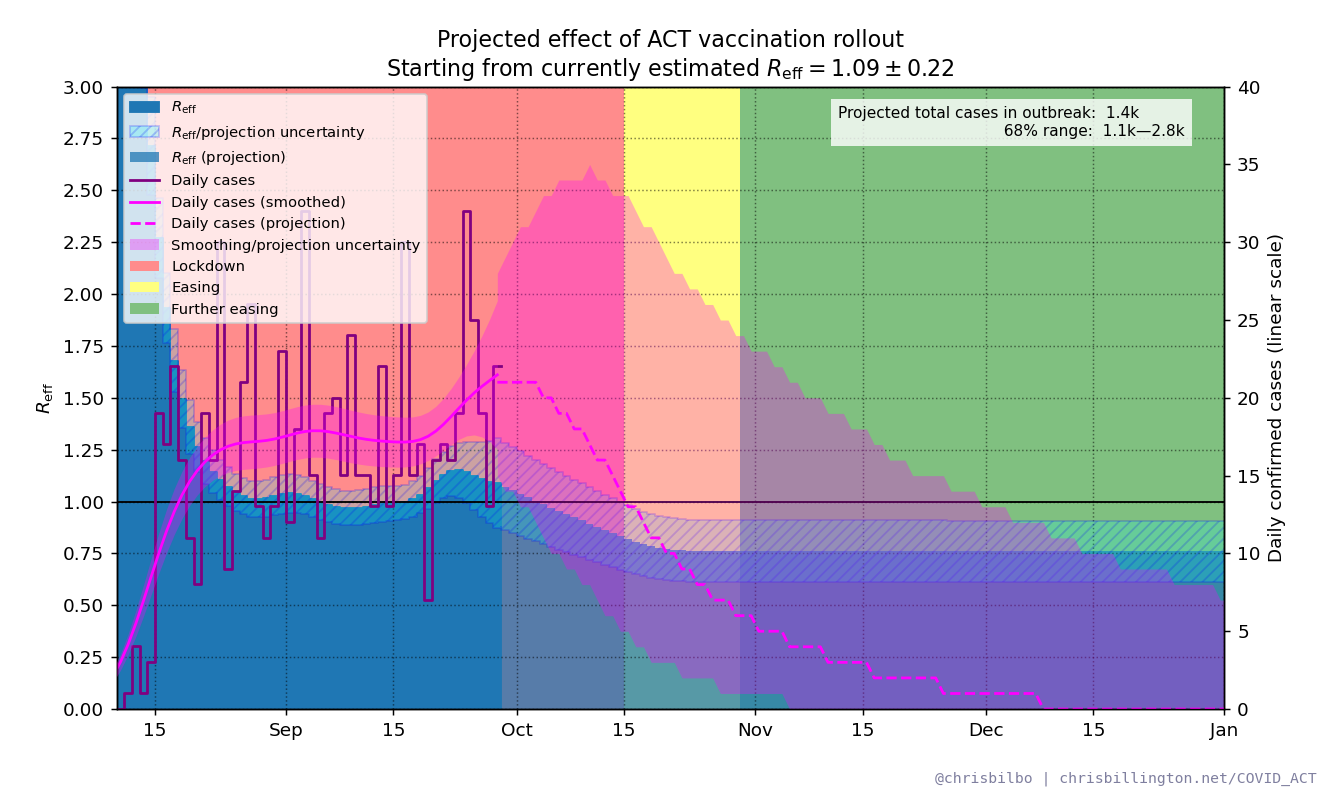 Projected effect of ACT vaccination rollout
Starting from currently estimated R_eff = 1.09 ± 0.22
3.00
2.75
2.50
2.25
2.00
1.75
1.50
1.25
1.00
0.75
0.50
0.25
0.00
R_eff
R_eff
R_eff/projection uncertainty
R_eff (projection)
Daily cases
Daily cases (smoothed)
Daily cases (projection)
Smoothing/projection uncertainty
Lockdown
Easing
Further easing
Projected total cases in outbreak: 1.4k
68% range: 1.1k—2.8k
40
35
30
25
20
15
10
5
0
Daily confirmed cases (linear scale)
15 Sep 15 Oct 15 Nov 15 Dec 15 Jan
@chrisbilbo | chrisbillington.net/COVID_ACT